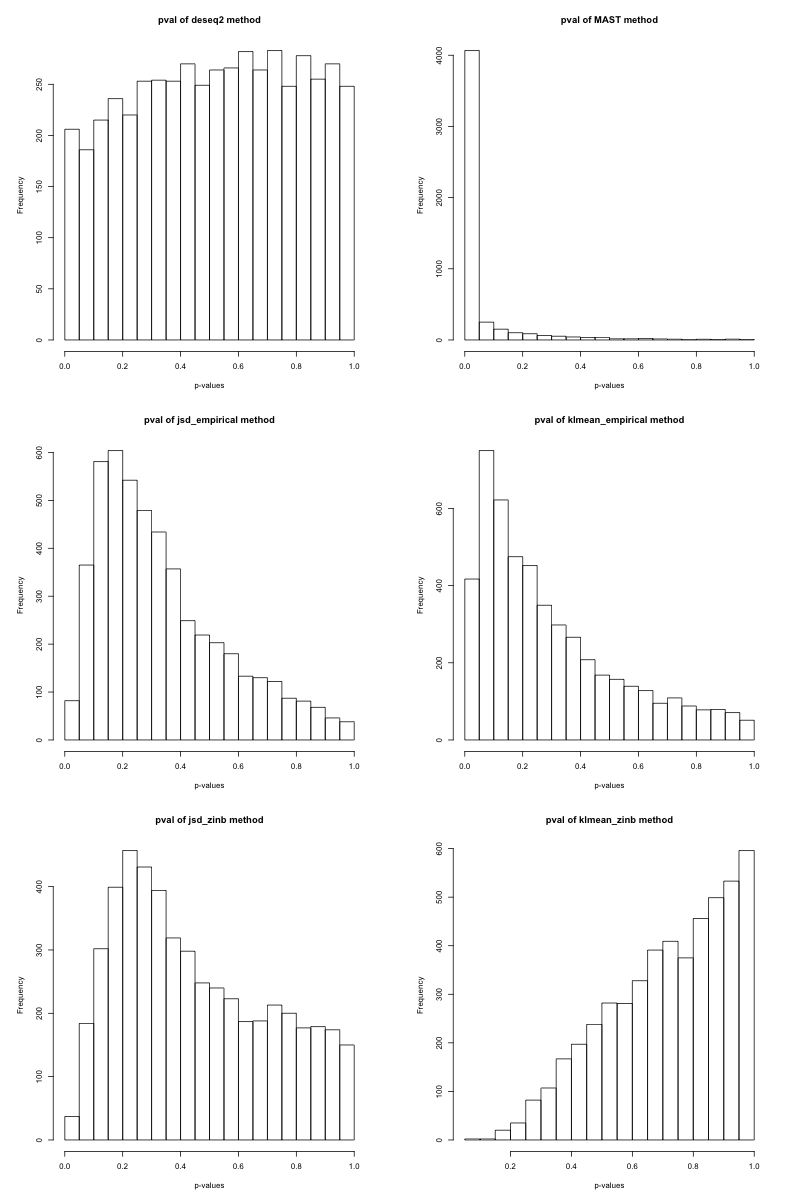 pval of deseq2 method
Frequency
0 50 100 150 200 250
0.0 0.2 0.4 0.6 0.8 1.0
p-values
pval of MAST method
Frequency
0 1000 2000 3000 4000
0.0 0.2 0.4 0.6 0.8 1.0
p-values
pval of jsd_empirical method
Frequency
0 100 200 300 400 500 600
0.0 0.2 0.4 0.6 0.8 1.0
p-values
pval of klmean_empirical method
Frequency
0 200 400 600
0.0 0.2 0.4 0.6 0.8 1.0
p-values
pval of jsd_zinb method
Frequency
0 100 200 300 400
0.0 0.2 0.4 0.6 0.8 1.0
p-values
pval of klmean_zinb method
Frequency
0 100 200 300 400 500 600
0.2 0.4 0.6 0.8 1.0
p-values